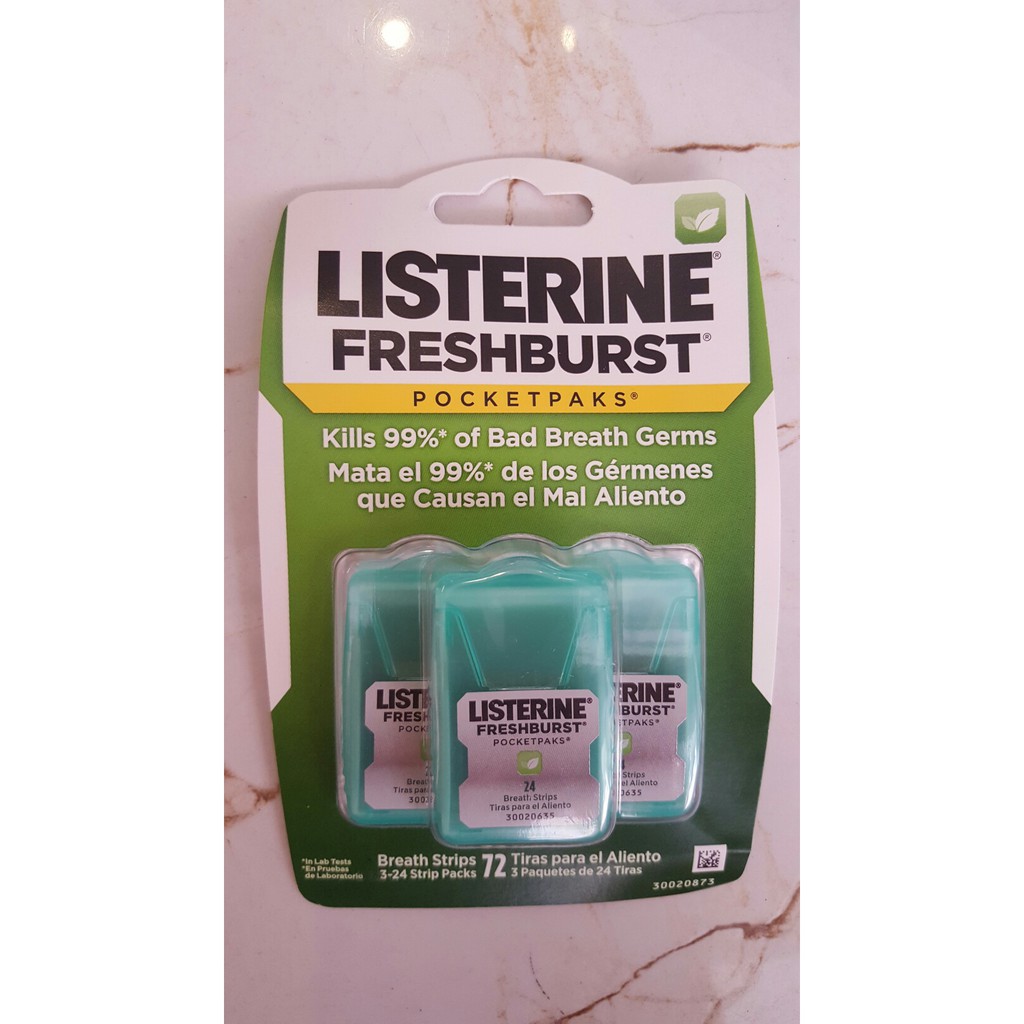 LISTERINE®
FRESHBURST®
POCKETPAKS®
Kills 99%* of Bad Breath Germs
Mata el 99%* de los Gérmenes
que Causan el Mal Aliento
LISTERINE®
FRESHBURST®
POCKETPAKS®
24
Breath Strips
Tiras para el Aliento
30020635
*In Lab Tests
*En Pruebas
de Laboratorio
Breath Strips 72 Tiras para el Aliento
3-24 Strip Packs 3 Paquetes de 24 Tiras
30020873